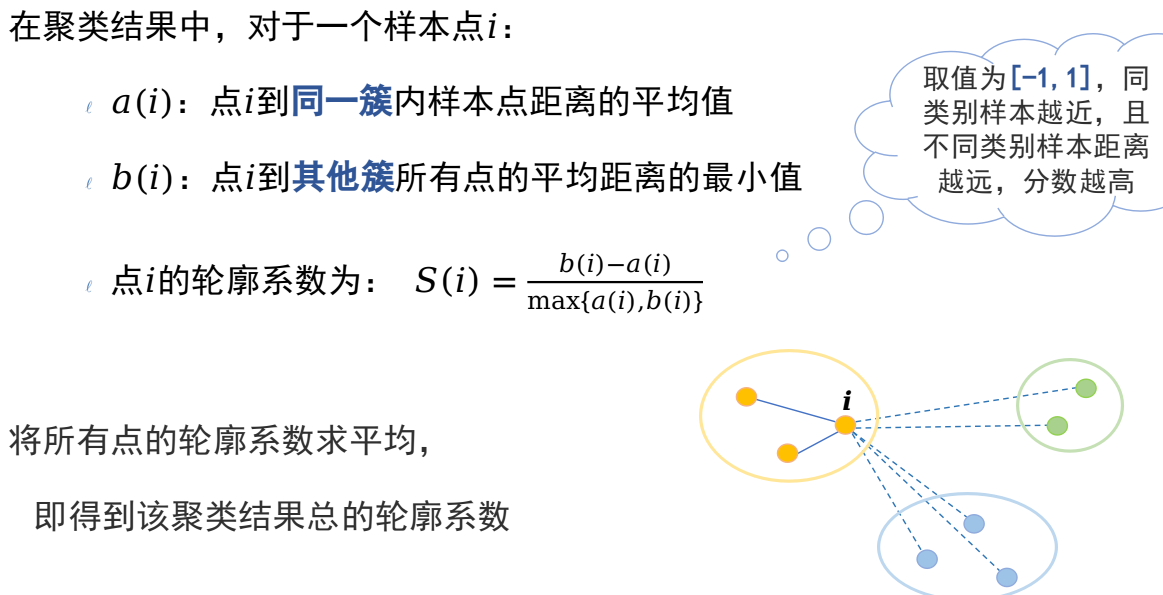 在聚类结果中，对于一个样本点i：
ℓ a(i)：点i到同一簇内样本点距离的平均值
ℓ b(i)：点i到其他簇所有点的平均距离的最小值
ℓ 点i的轮廓系数为： S(i) = b(i)−a(i) / max{a(i),b(i)}
取值为[-1,1]，同
类别样本越近，且
不同类别样本距离
越远，分数越高
i
将所有点的轮廓系数求平均，
即得到该聚类结果总的轮廓系数